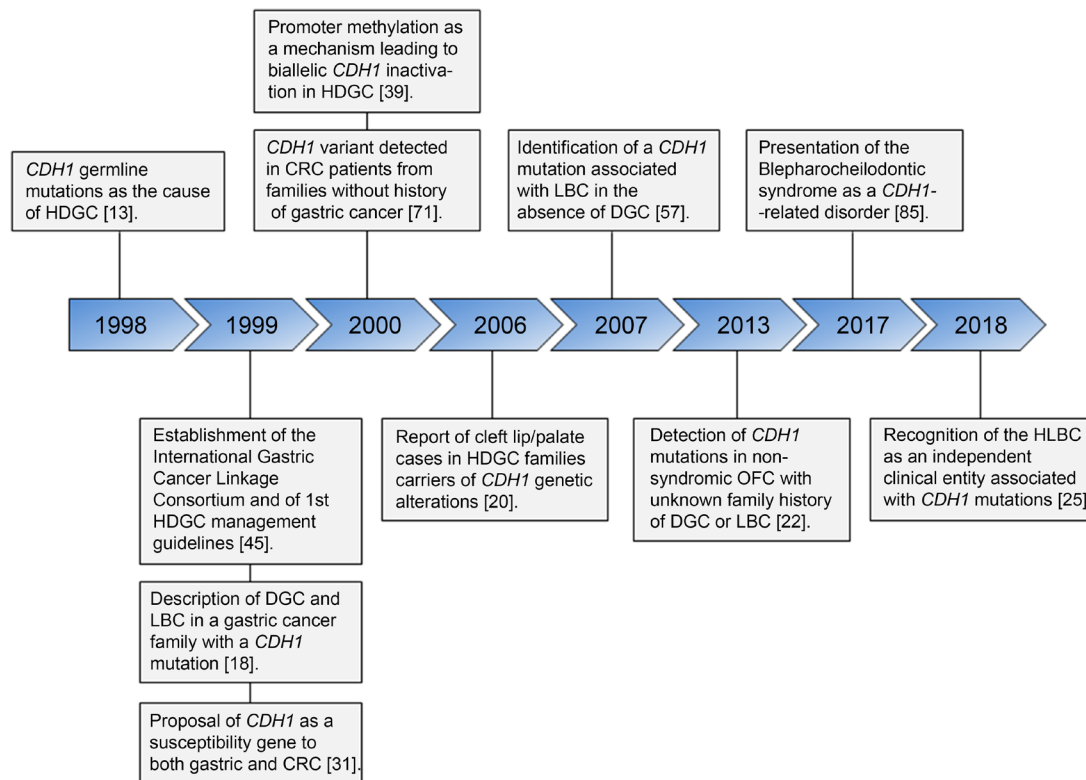 Promoter methylation as
a mechanism leading to
biallelic CDH1 inactiva-
tion in HDGC [39].
CDH1 germline
mutations as the cause
of HDGC [13].
CDH1 variant detected
in CRC patients from
families without history
of gastric cancer [71].
Identification of a CDH1
mutation associated
with LBC in the
absence of DGC [57].
Presentation of the
Blepharocheilodontic
syndrome as a CDH1-
-related disorder [85].
1998
1999
2000
2006
2007
2013
2017
2018
Establishment of the
International Gastric
Cancer Linkage
Consortium and of 1st
HDGC management
guidelines [45].
Description of DGC and
LBC in a gastric cancer
family with a CDH1
mutation [18].
Proposal of CDH1 as a
susceptibility gene to
both gastric and CRC [31].
Report of cleft lip/palate
cases in HDGC families
carriers of CDH1 genetic
alterations [20].
Detection of CDH1
mutations in non-
syndromic OFC with
unknown family history
of DGC or LBC [22].
Recognition of the HLBC
as an independent
clinical entity associated
with CDH1 mutations [25]